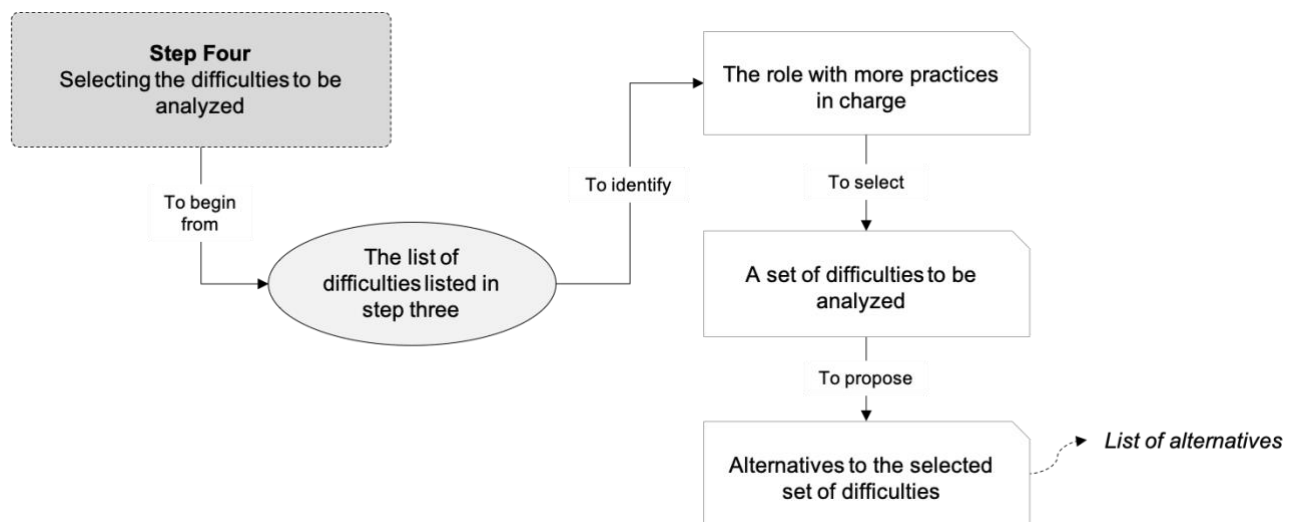 Step Four
Selecting the difficulties to be
analyzed
To begin
from
The list of
difficulties listed in
step three
To identify
The role with more practices
in charge
To select
A set of difficulties to be
analyzed
To propose
Alternatives to the selected
set of difficulties
List of alternatives